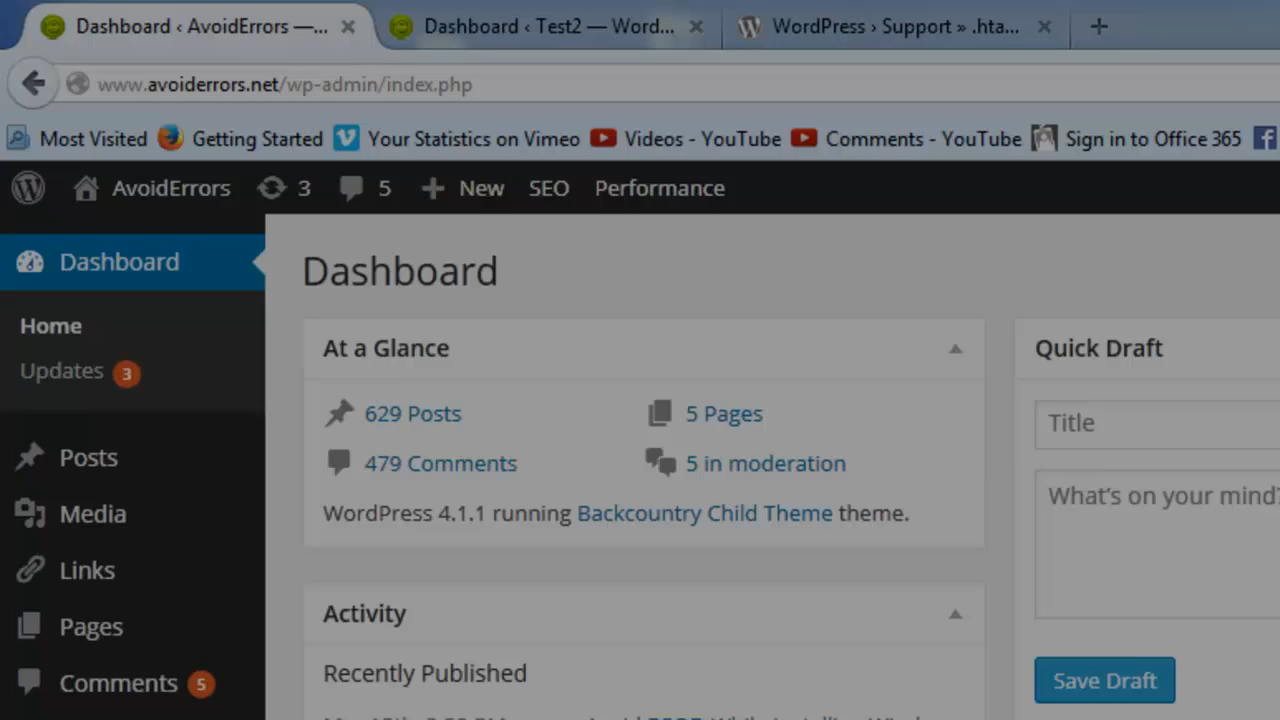 Dashboard ‹ AvoidErrors —...
Dashboard ‹ Test2 — Word...
WordPress › Support » .hta...
www.avoiderrors.net/wp-admin/index.php
Most Visited
Getting Started
Your Statistics on Vimeo
Videos - YouTube
Comments - YouTube
Sign in to Office 365
AvoidErrors
3
5
New
SEO
Performance
Dashboard
Home
Updates 3
Posts
Media
Links
Pages
Comments 5
Dashboard
At a Glance
629 Posts
5 Pages
479 Comments
5 in moderation
WordPress 4.1.1 running Backcountry Child Theme theme.
Activity
Recently Published
Quick Draft
Title
What's on your mind?
Save Draft